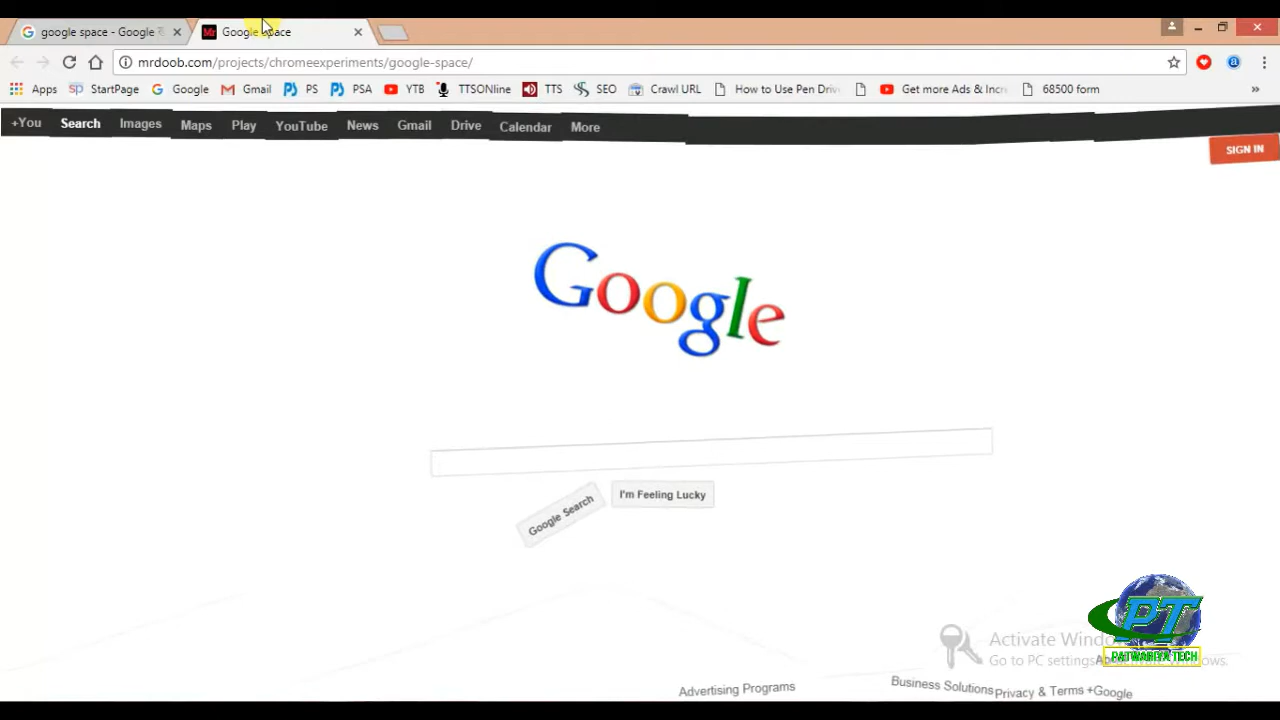 google space - Google
Google Space
mrdoob.com/projects/chromeexperiments/google-space/
Apps StartPage Google Gmail PS PSA YTB TTSONline TTS SEO Crawl URL How to Use Pen Driv Get more Ads & Incr 68500 form
+You Search Images Maps Play YouTube News Gmail Drive Calendar More
SIGN IN
Google
Google Search I'm Feeling Lucky
Activate Windo
Go to PC settings
PT
Advertising Programs Business Solutions Privacy & Terms +Google